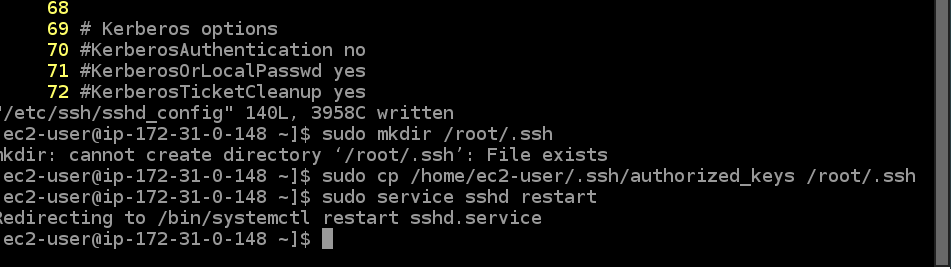 68
69 # Kerberos options
70 #KerberosAuthentication no
71 #KerberosOrLocalPasswd yes
72 #KerberosTicketCleanup yes
"/etc/ssh/sshd_config" 140L, 3958C written
ec2-user@ip-172-31-0-148 ~]$ sudo mkdir /root/.ssh
mkdir: cannot create directory ‘/root/.ssh’: File exists
ec2-user@ip-172-31-0-148 ~]$ sudo cp /home/ec2-user/.ssh/authorized_keys /root/.ssh
ec2-user@ip-172-31-0-148 ~]$ sudo service sshd restart
Redirecting to /bin/systemctl restart sshd.service
ec2-user@ip-172-31-0-148 ~]$